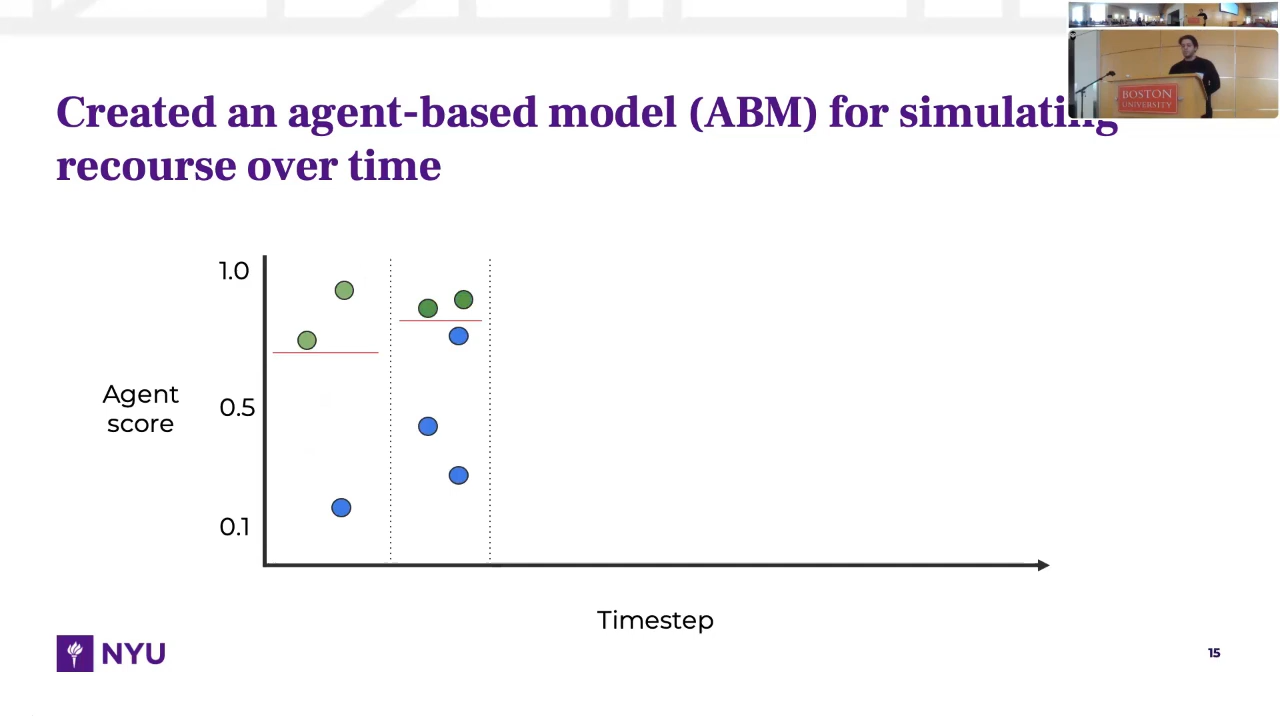 Created an agent-based model (ABM) for simulating
recourse over time
BOSTON
UNIVERSITY
1.0
Agent
score
0.5
0.1
Timestep
NYU
15